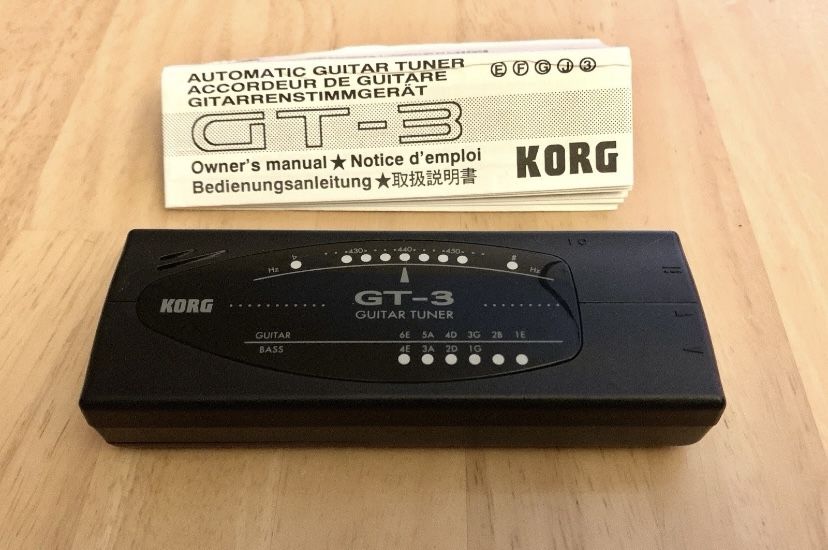 AUTOMATIC GUITAR TUNER
ACCORDEUR DE GUITARE
GITARRENSTIMMGERÄT
Ⓔ Ⓕ Ⓖ Ⓙ ③
GT-3
Owner's manual ★ Notice d'emploi
Bedienungsanleitung ★ 取扱説明書
KORG
430 440 450
Hz ♭ ♯ Hz
KORG
GT-3
GUITAR TUNER
GUITAR 6E 5A 4D 3G 2B 1E
BASS 4E 3A 2D 1G